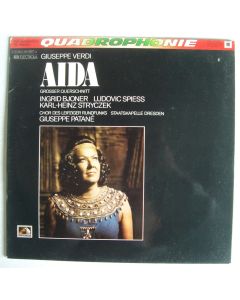 QUADROPHONIE
GIUSEPPE VERDI
AIDA
GROSSER QUERSCHNITT
INGRID BJONER LUDOVIC SPIESS
KARL-HEINZ STRYCZEK
CHOR DES LEIPZIGER RUNDFUNKS STAATSKAPELLE DRESDEN
GIUSEPPE PATANÈ